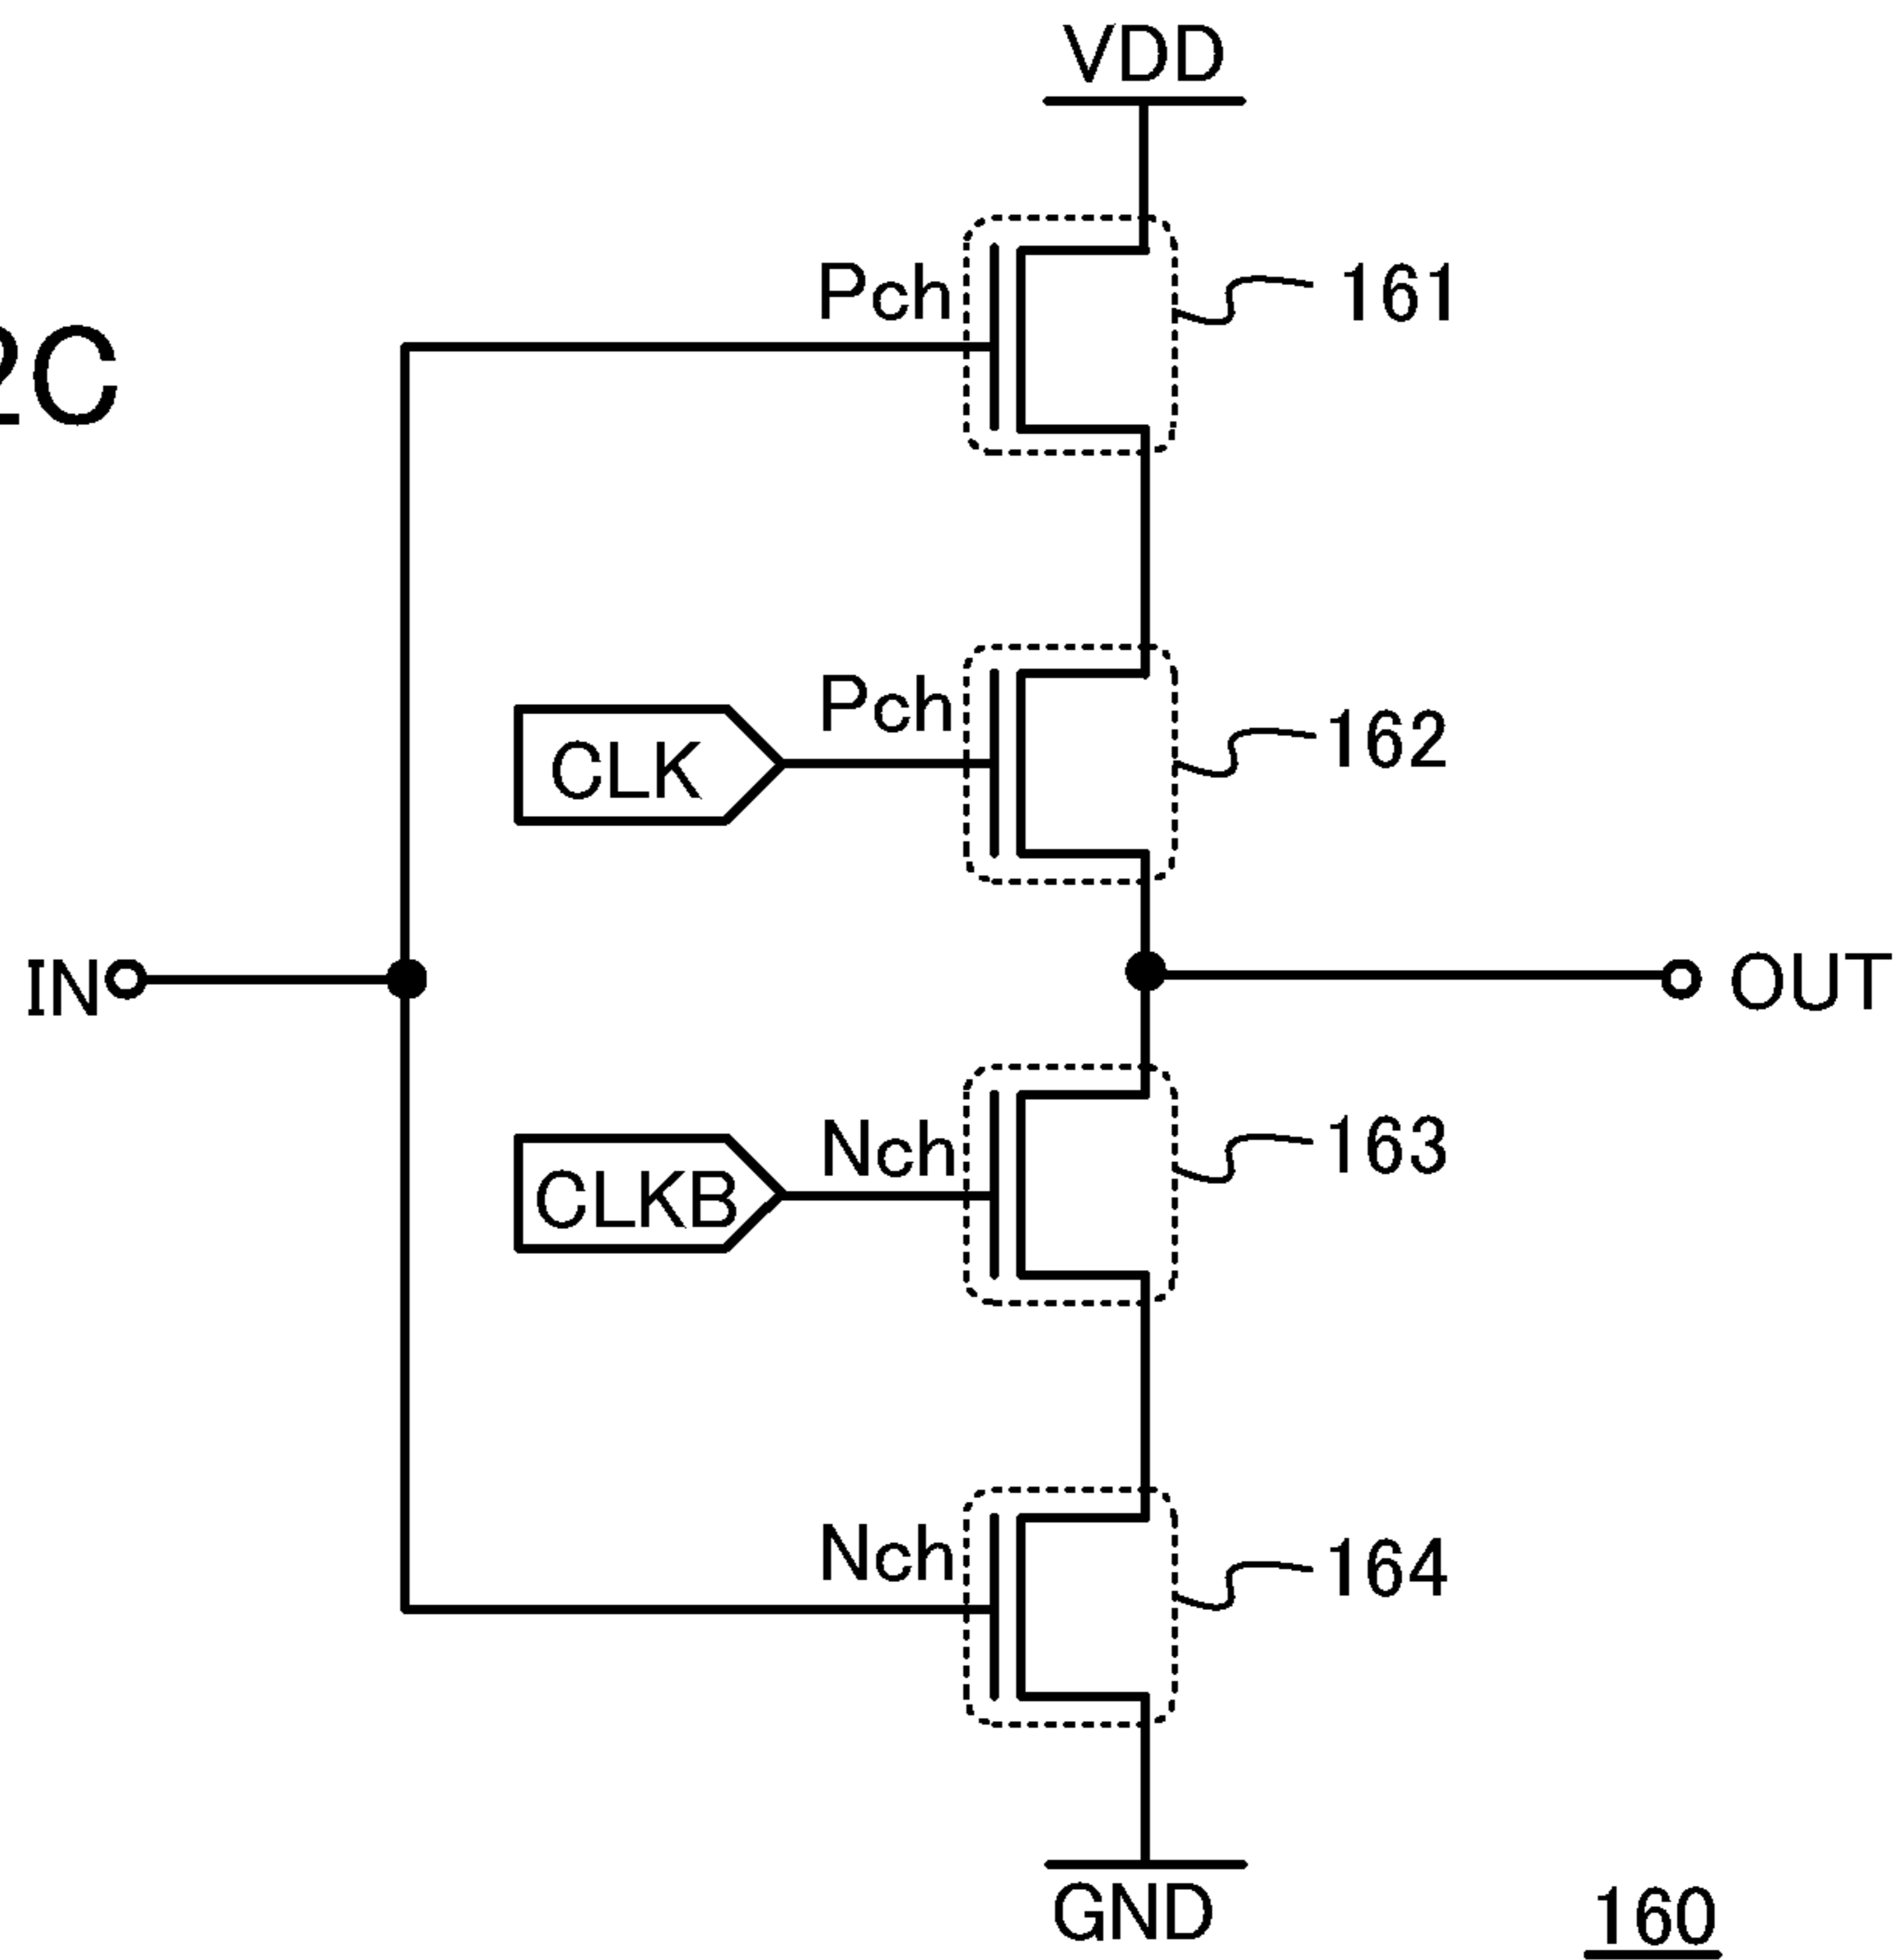 VDD
Pch
161
2C
Pch
162
CLK
IN
OUT
Nch
163
CLKB
Nch
164
GND
160